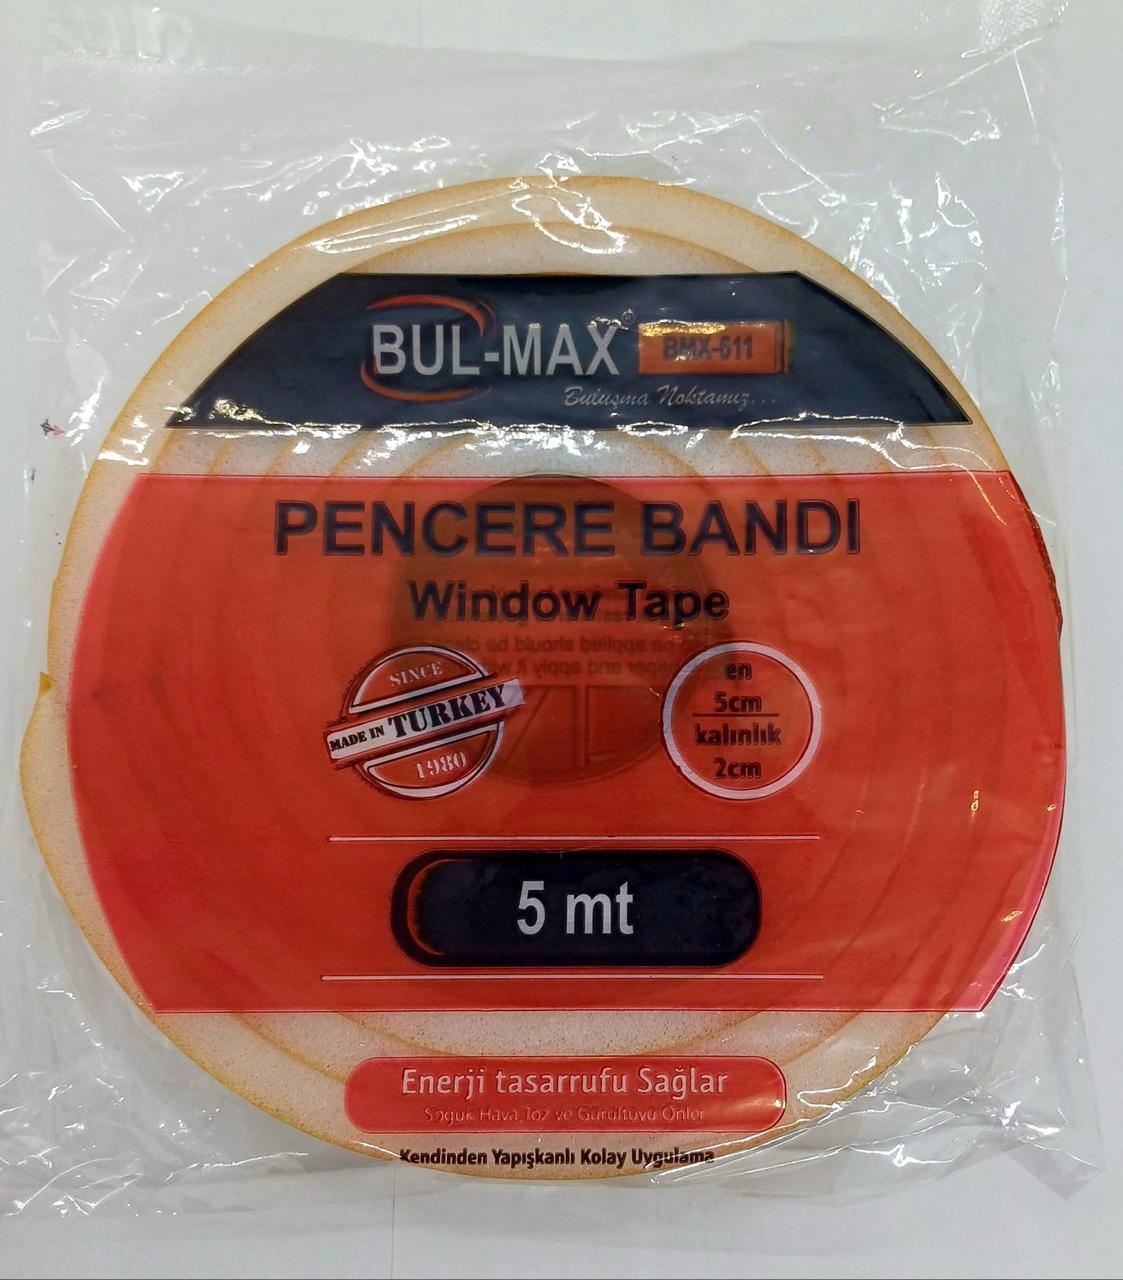 BUL-MAX®
BMX-611
Buluşma Noktamız...
PENCERE BANDI
Window Tape
SINCE
MADE IN TURKEY
1980
en
5cm
kalınlık
2cm
5 mt
Enerji tasarrufu Sağlar
Soğuk Hava, Toz ve Gürültüyü Önler
Kendinden Yapışkanlı Kolay Uygulama